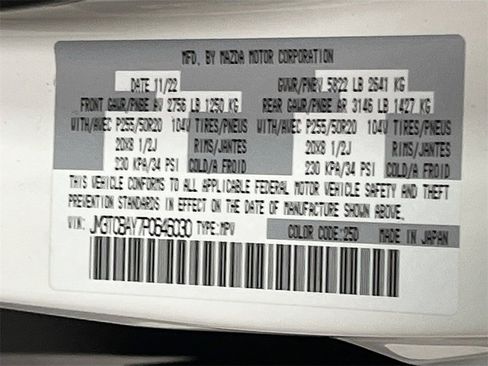 MFD. BY MAZDA MOTOR CORPORATION
DATE 11/22 GVWR/PNBV 5822 LB 2641 KG
FRONT GAWR/PNBE AV 2756 LB 1250 KG REAR GAWR/PNBE AR 3146 LB 1427 KG
WITH/AVEC P255/50R20 104V TIRES/PNEUS WITH/AVEC P255/50R20 104V TIRES/PNEUS
20X8 1/2J RIMS/JANTES 20X8 1/2J RIMS/JANTES
230 KPA/34 PSI COLD/A FROID 230 KPA/34 PSI COLD/A FROID
THIS VEHICLE CONFORMS TO ALL APPLICABLE FEDERAL MOTOR VEHICLE SAFETY AND THEFT
PREVENTION STANDARDS IN EFFECT ON THE DATE OF MANUFACTURE SHOWN ABOVE.
VIN: JM3TCBAY7P0646030 TYPE:MPV COLOR CODE:25D MADE IN JAPAN